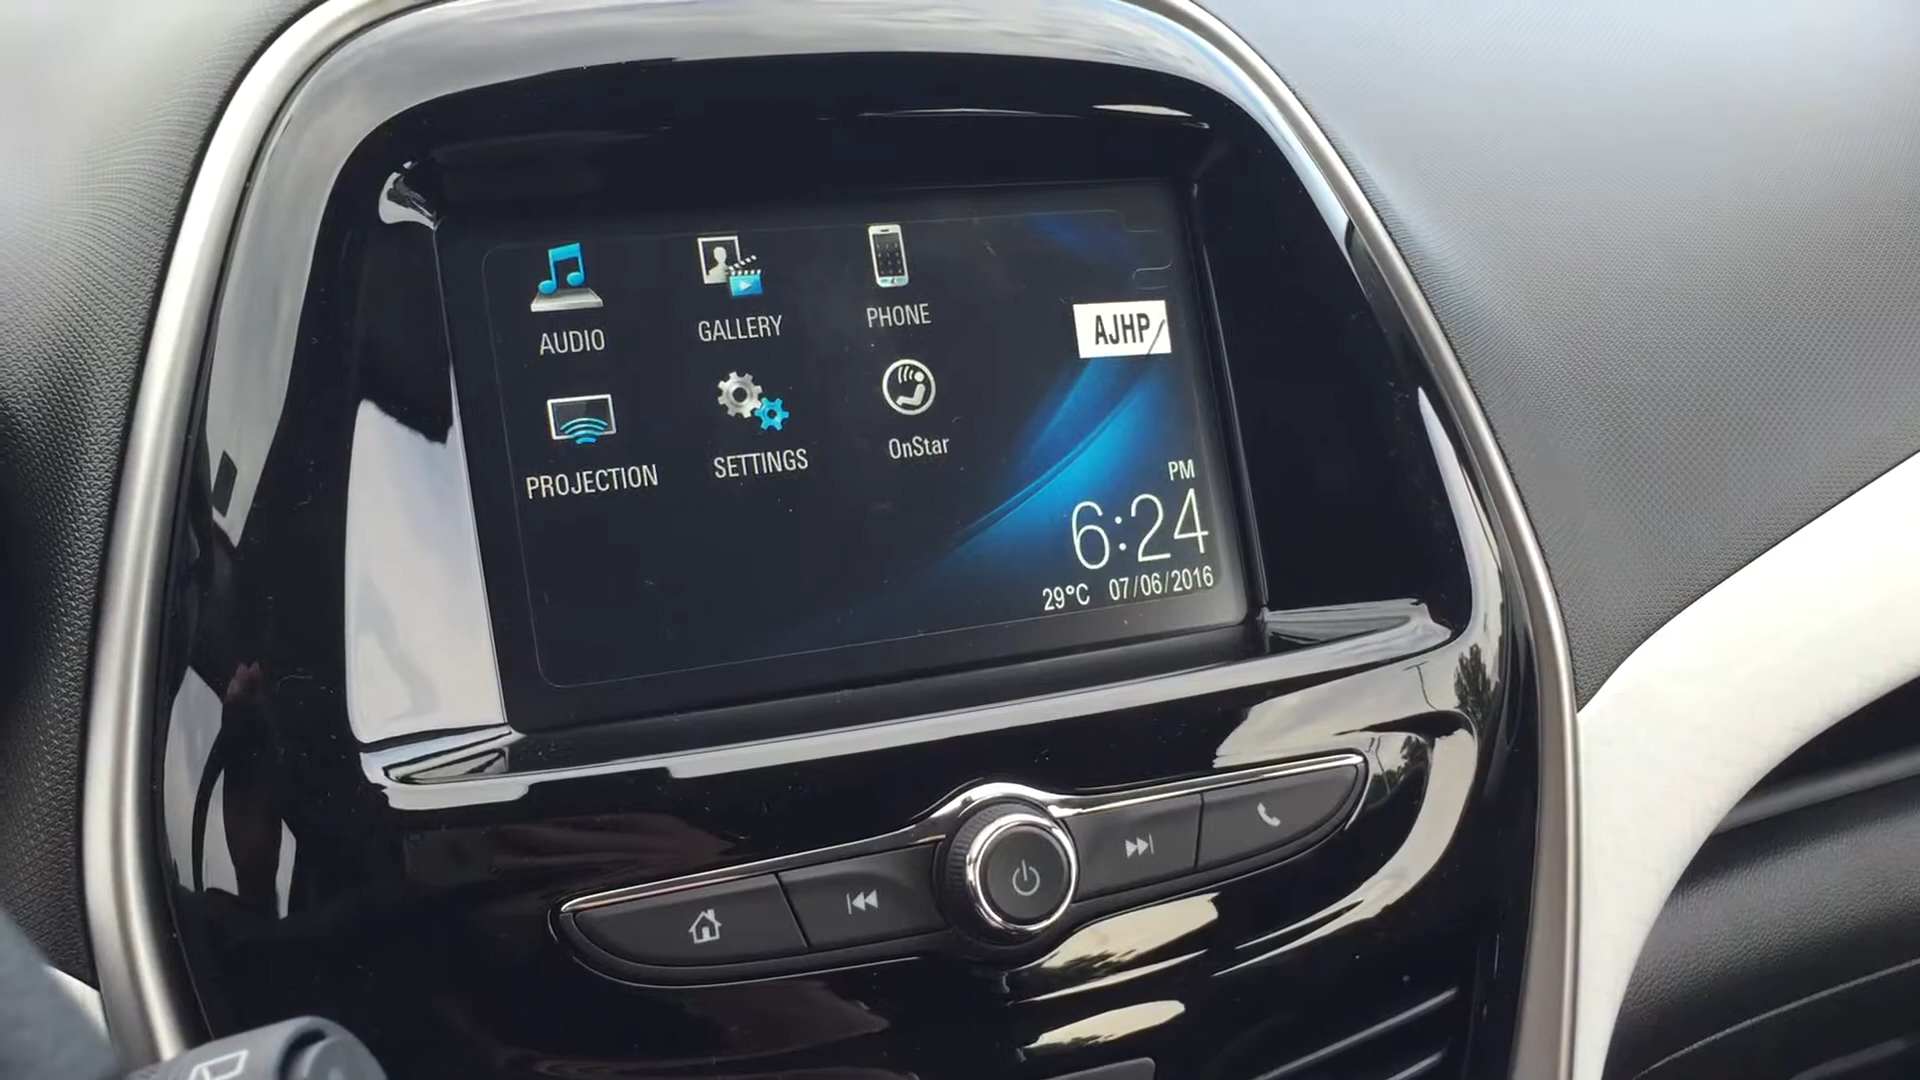 AUDIO
GALLERY
PHONE
AJHP
PROJECTION
SETTINGS
OnStar
PM
6:24
29°C 07/06/2016